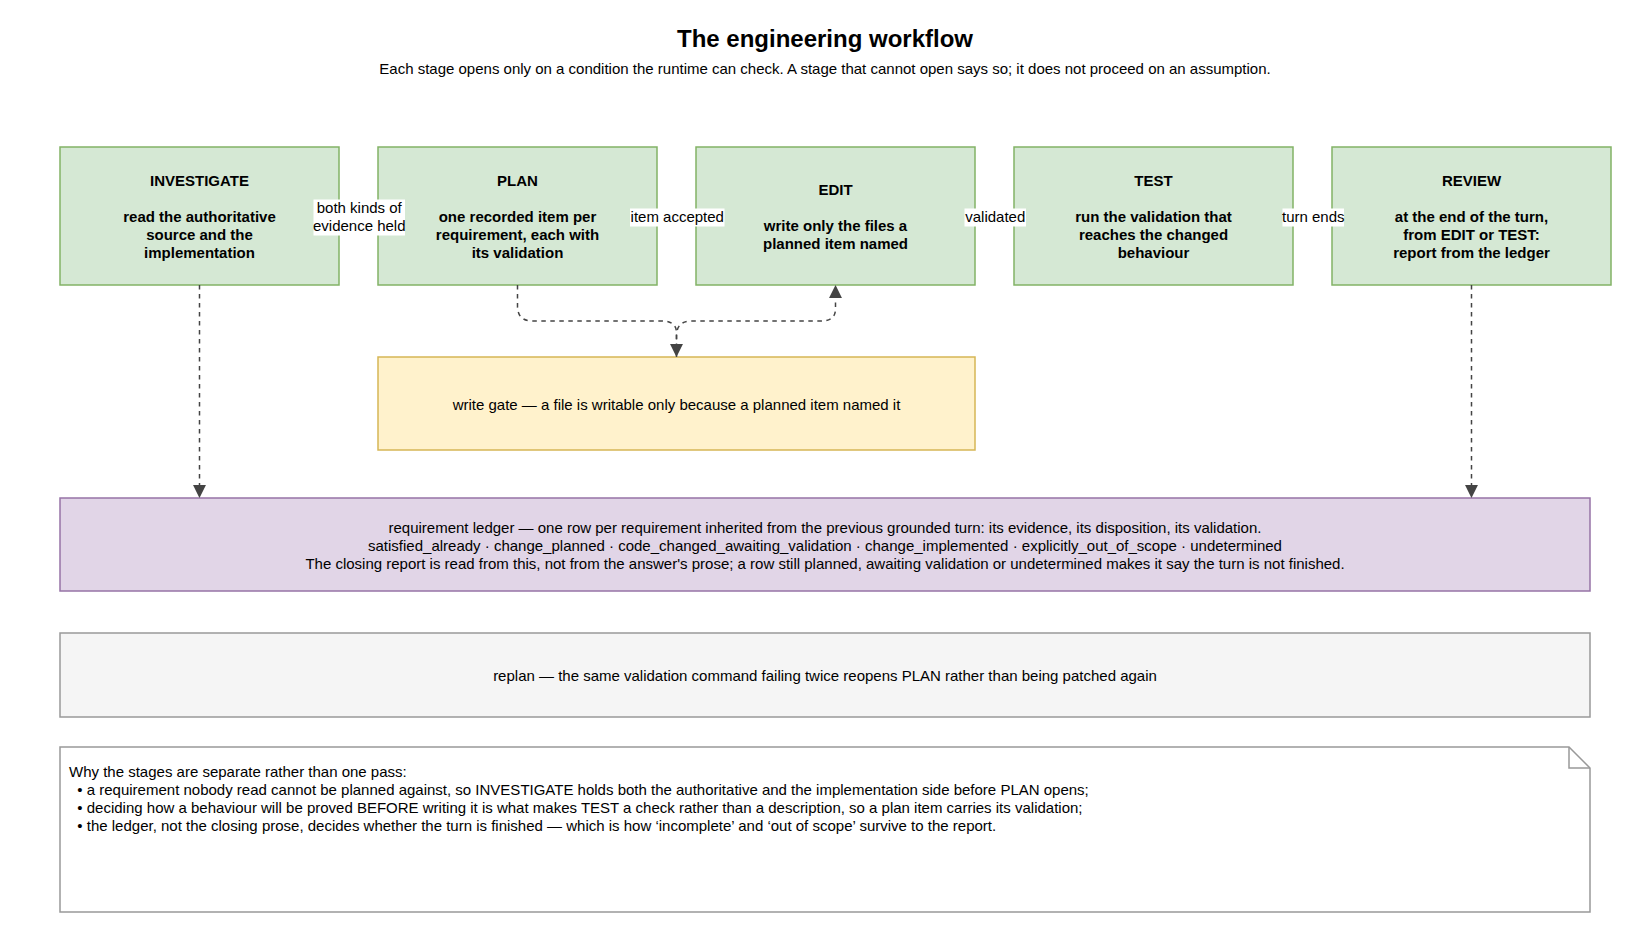 The engineering workflow
Each stage opens only on a condition the runtime can check. A stage that cannot open says so; it does not proceed on an assumption.
INVESTIGATE
read the authoritative
source and the
implementation
both kinds of
evidence held
PLAN
one recorded item per
requirement, each with
its validation
item accepted
EDIT
write only the files a
planned item named
validated
TEST
run the validation that
reaches the changed
behaviour
turn ends
REVIEW
at the end of the turn,
from EDIT or TEST:
report from the ledger
write gate — a file is writable only because a planned item named it
requirement ledger — one row per requirement inherited from the previous grounded turn: its evidence, its disposition, its validation.
satisfied_already · change_planned · code_changed_awaiting_validation · change_implemented · explicitly_out_of_scope · undetermined
The closing report is read from this, not from the answer's prose; a row still planned, awaiting validation or undetermined makes it say the turn is not finished.
replan — the same validation command failing twice reopens PLAN rather than being patched again
Why the stages are separate rather than one pass:
• a requirement nobody read cannot be planned against, so INVESTIGATE holds both the authoritative and the implementation side before PLAN opens;
• deciding how a behaviour will be proved BEFORE writing it is what makes TEST a check rather than a description, so a plan item carries its validation;
• the ledger, not the closing prose, decides whether the turn is finished — which is how ‘incomplete’ and ‘out of scope’ survive to the report.